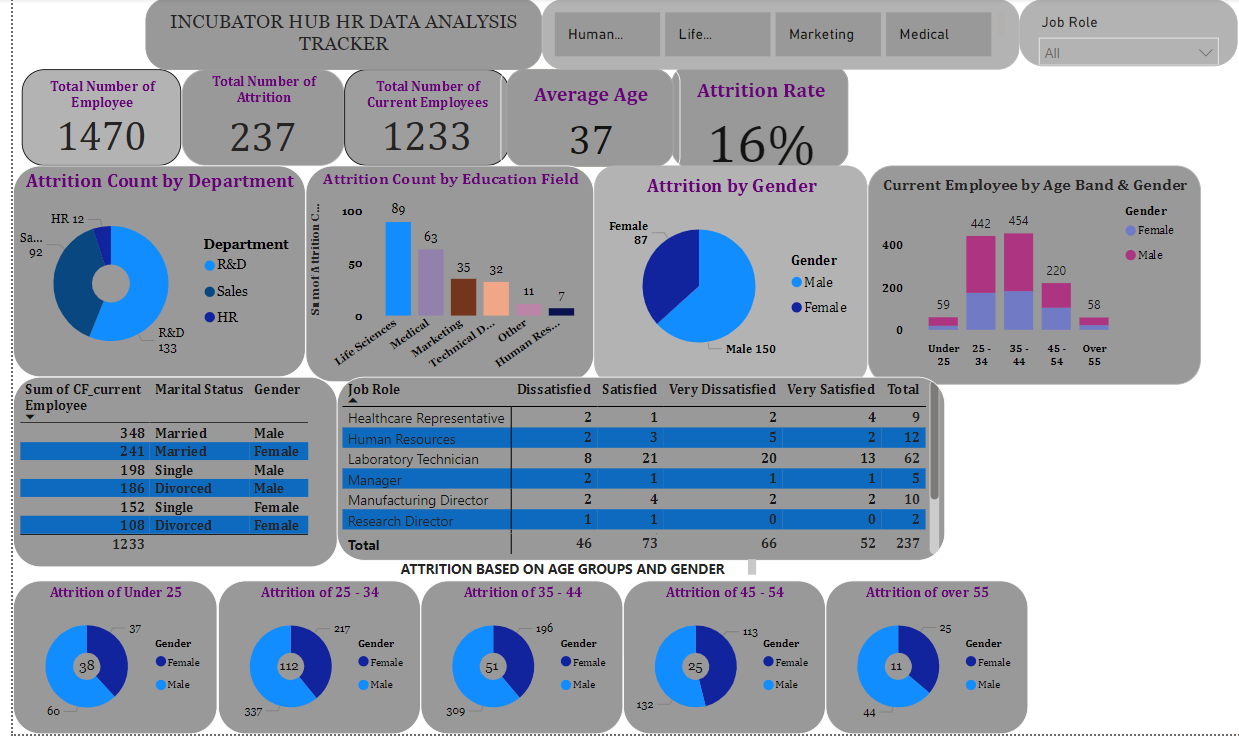 INCUBATOR HUB HR DATA ANALYSIS
TRACKER
Human...
Life...
Marketing
Medical
Job Role
All
Total Number of
Employee
1470
Total Number of
Attrition
237
Total Number of
Current Employees
1233
Average Age
37
Attrition Rate
16%
Attrition Count by Department
HR 12
Sa...
92
R&D
133
Department
R&D
Sales
HR
Attrition Count by Education Field
Sum of Attrition C...
100
50
0
89
63
35
32
11
7
Life Sciences
Medical
Marketing
Technical D...
Other
Human Res...
Attrition by Gender
Female
87
Male 150
Gender
Male
Female
Current Employee by Age Band & Gender
400
200
0
59
442
454
220
58
Under
25
25 -
34
35 -
44
45 -
54
Over
55
Gender
Female
Male
Sum of CF_current
Employee
Marital Status Gender
348 Married Male
241 Married Female
198 Single Male
186 Divorced Male
152 Single Female
108 Divorced Female
1233
Job Role Dissatisfied Satisfied Very Dissatisfied Very Satisfied Total
Healthcare Representative 2 1 2 4 9
Human Resources 2 3 5 2 12
Laboratory Technician 8 21 20 13 62
Manager 2 1 1 1 5
Manufacturing Director 2 4 2 2 10
Research Director 1 1 0 0 2
Total 46 73 66 52 237
ATTRITION BASED ON AGE GROUPS AND GENDER
Attrition of Under 25
37
38
60
Gender
Female
Male
Attrition of 25 - 34
217
112
337
Gender
Female
Male
Attrition of 35 - 44
196
51
309
Gender
Female
Male
Attrition of 45 - 54
113
25
132
Gender
Female
Male
Attrition of over 55
25
11
44
Gender
Female
Male